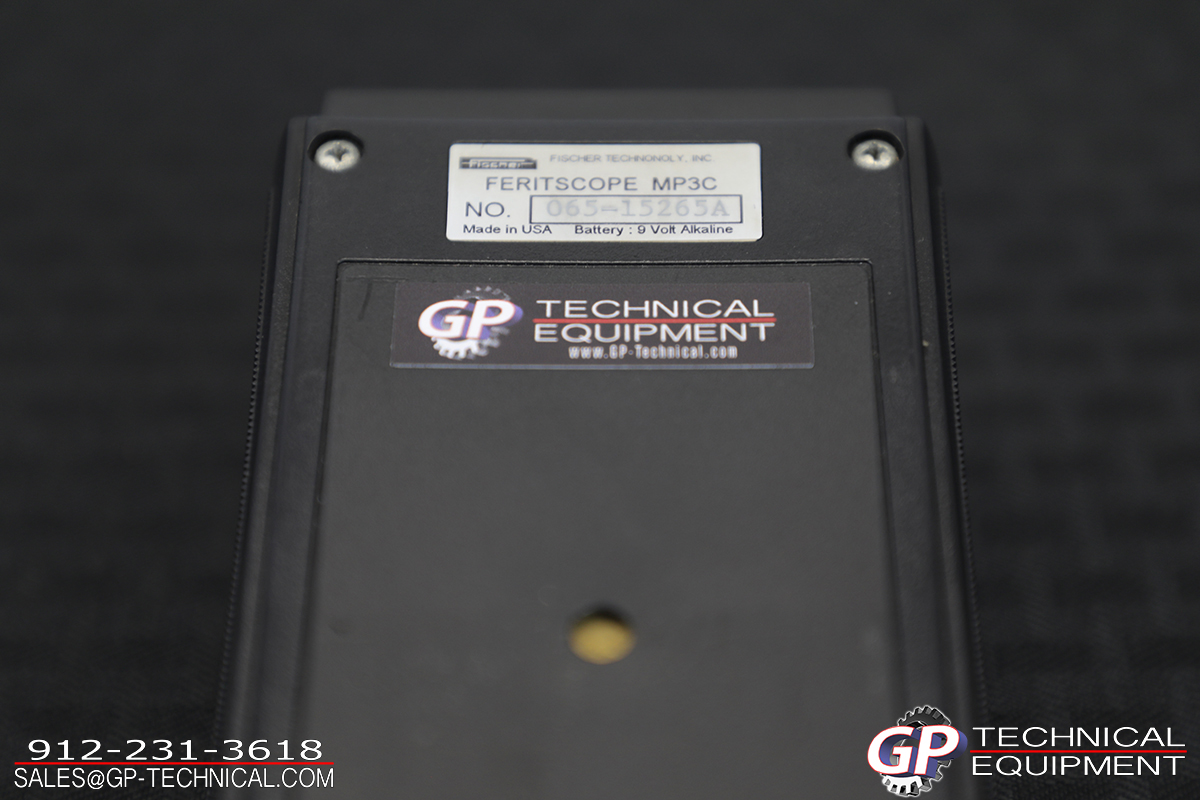 Fischer FISCHER TECHNONOLY, INC.
FERITSCOPE MP3C
NO. 065-15265A
Made in USA Battery : 9 Volt Alkaline
GP TECHNICAL
EQUIPMENT
www.GP-Technical.com
912-231-3618
SALES@GP-TECHNICAL.COM
GP TECHNICAL
EQUIPMENT